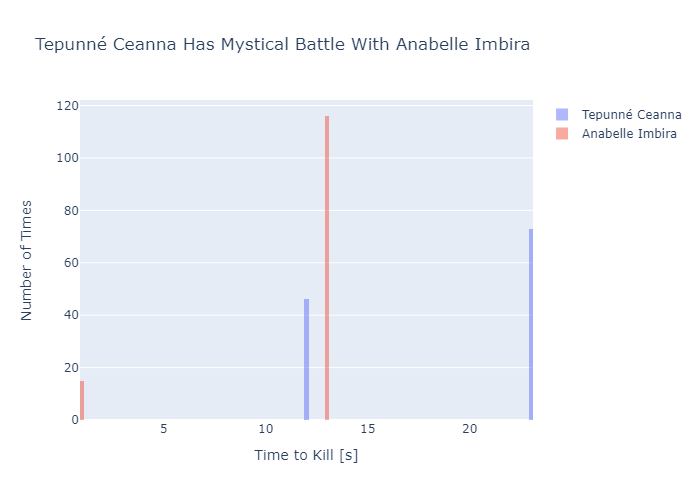 Tepunné Ceanna Has Mystical Battle With Anabelle Imbira
Tepunné Ceanna
Anabelle Imbira
Number of Times
120
100
80
60
40
20
0
5
10
15
20
Time to Kill [s]